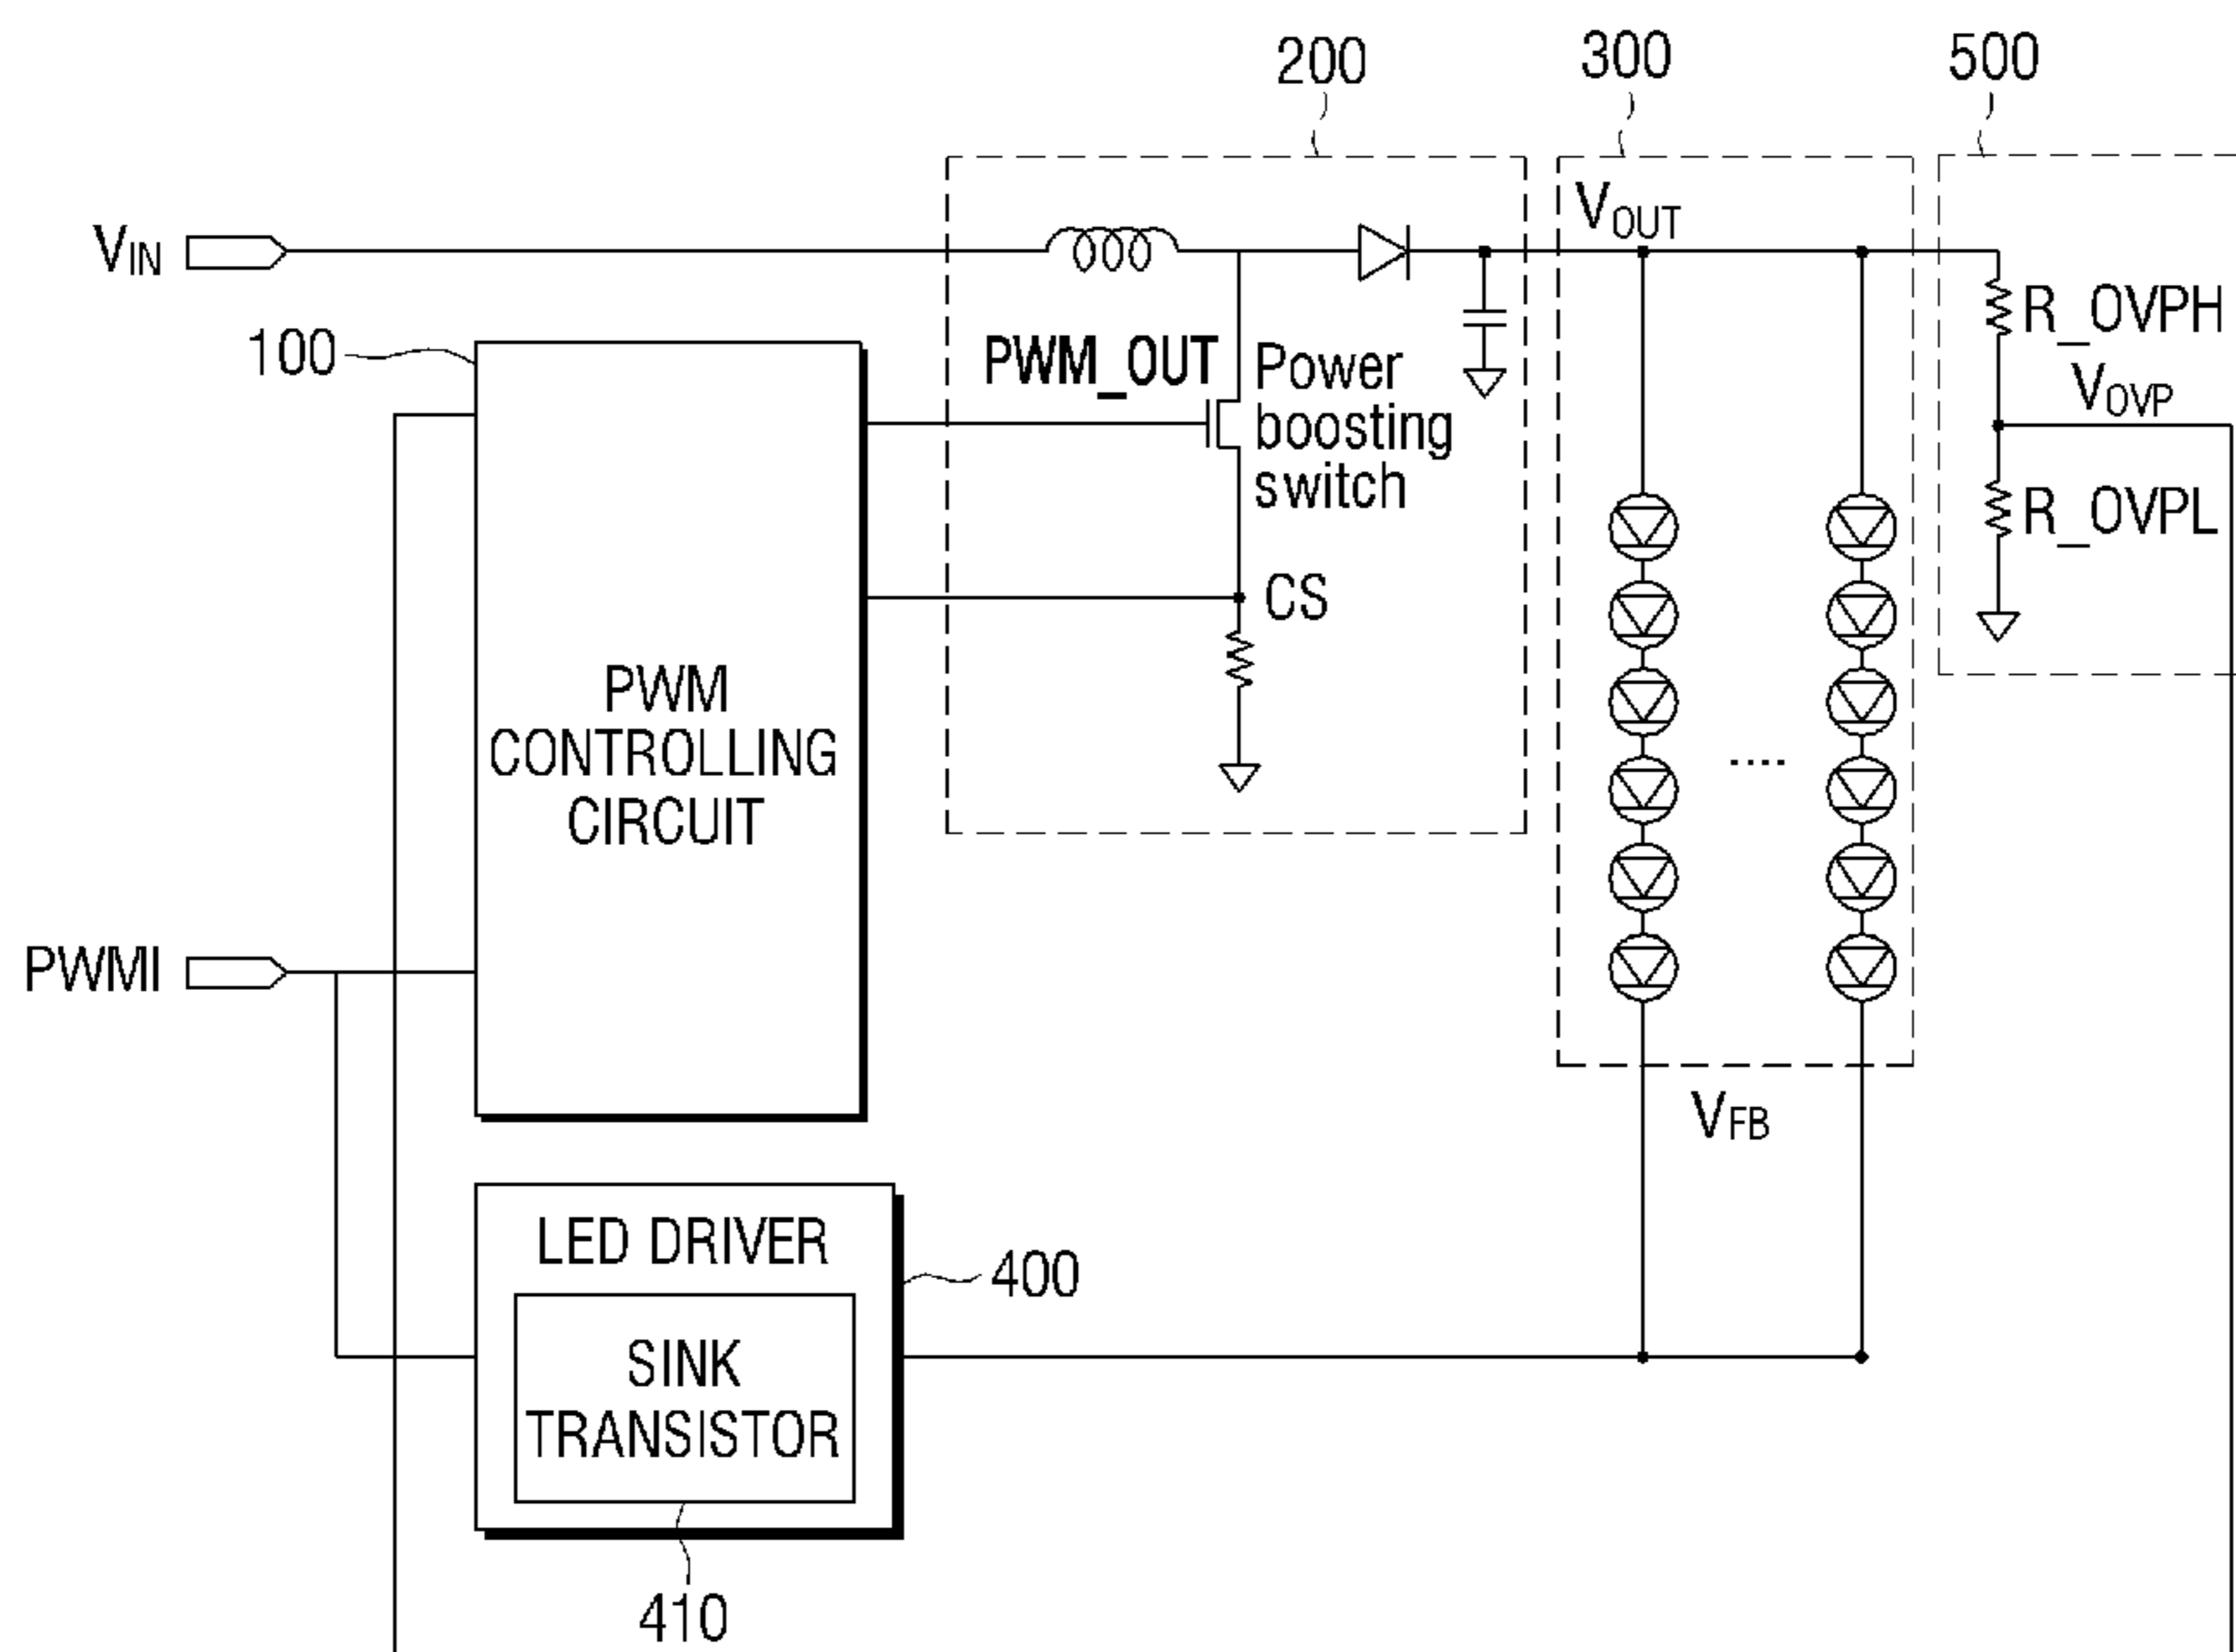 200
300
500
VOUT
VIN
R_OVPH
100
PWM_OUT
Power
boosting
switch
VOVP
R_OVPL
CS
PWM
CONTROLLING
CIRCUIT
....
PWMI
VFB
LED DRIVER
400
SINK
TRANSISTOR
410